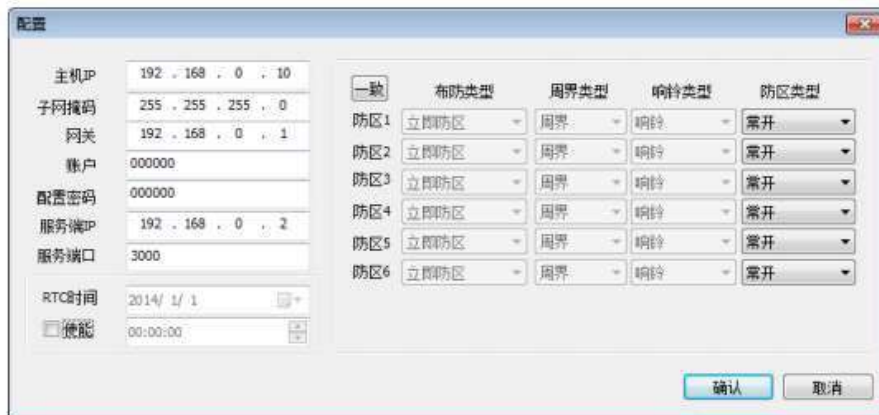 配置
主机IP 192 . 168 . 0 . 10
子网掩码 255 . 255 . 255 . 0
网关 192 . 168 . 0 . 1
账户 000000
配置密码 000000
服务端IP 192 . 168 . 0 . 2
服务端口 3000
RTC时间 2014/ 1/ 1
使能 00:00:00
一致 布防类型 周界类型 响铃类型 防区类型
防区1 立即防区 周界 响铃 常开
防区2 立即防区 周界 响铃 常开
防区3 立即防区 周界 响铃 常开
防区4 立即防区 周界 响铃 常开
防区5 立即防区 周界 响铃 常开
防区6 立即防区 周界 响铃 常开
确认 取消